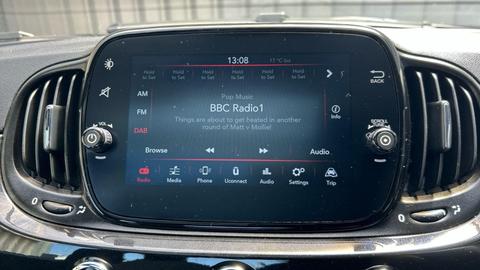 13:08
17 °C
Hold to Set Hold to Set Hold to Set Hold to Set Hold to Set Hold to Set
Pop Music
AM
BBC Radio1
FM
Things are about to get heated in another
round of Matt v Mollie!
DAB
Info
BACK
VOL
SCROLL
Browse
Audio
Radio Media Phone Uconnect Audio Settings Trip
0
0